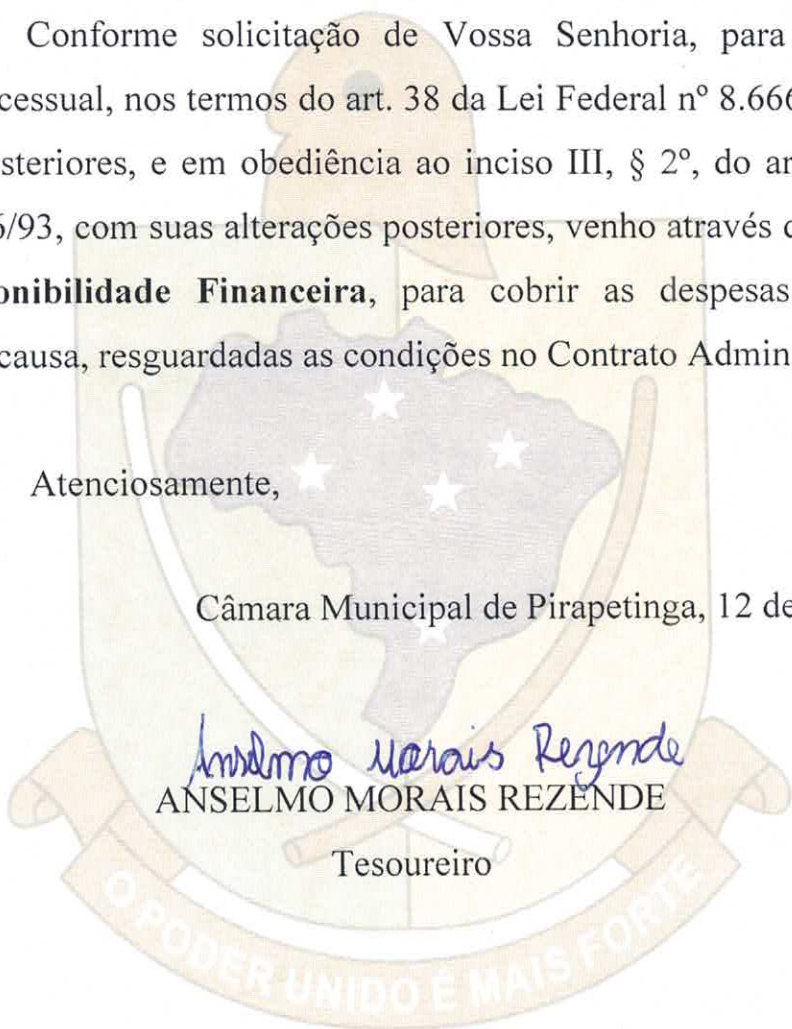 Conforme solicitação de Vossa Senhoria, para
cessual, nos termos do art. 38 da Lei Federal nº 8.666
steriores, e em obediência ao inciso III, § 2º, do ar
6/93, com suas alterações posteriores, venho através d
onibilidade Financeira, para cobrir as despesas
causa, resguardadas as condições no Contrato Admin
Atenciosamente,
Câmara Municipal de Pirapetinga, 12 de
Anselmo Morais Rezende
ANSELMO MORAIS REZENDE
Tesoureiro
O PODER UNIDO É MAIS FORTE